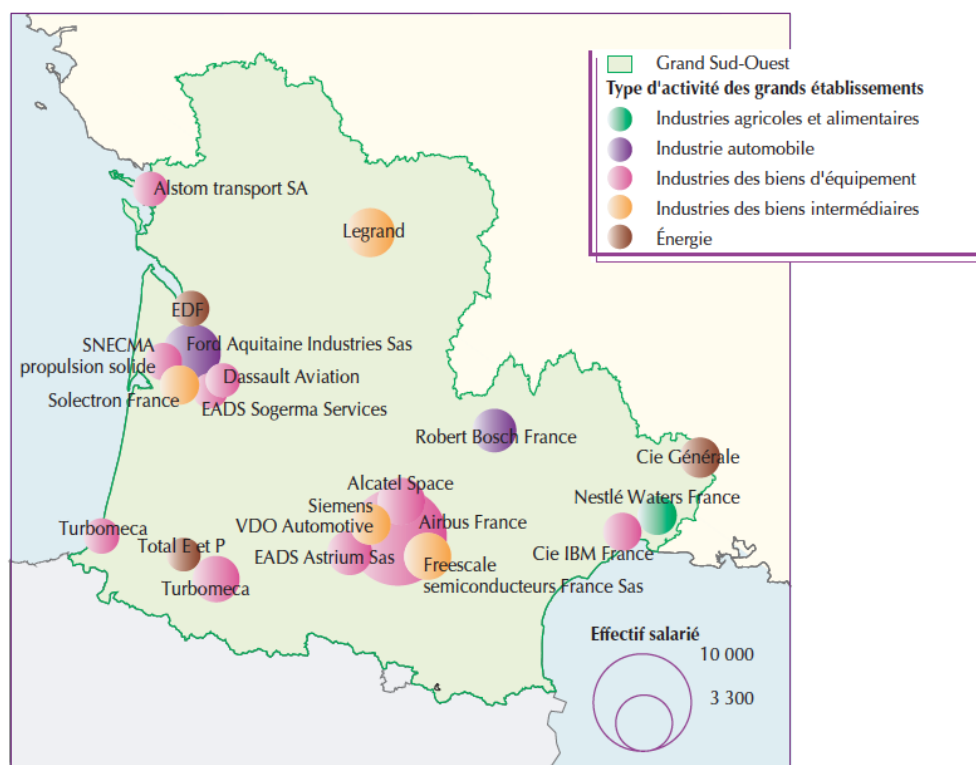 Grand Sud-Ouest
Type d'activité des grands établissements
Industries agricoles et alimentaires
Industrie automobile
Industries des biens d'équipement
Industries des biens intermédiaires
Énergie
Alstom transport SA
Legrand
EDF
SNECMA
propulsion solide
Ford Aquitaine Industries Sas
Dassault Aviation
Solectron France
EADS Sogerma Services
Robert Bosch France
Cie Générale
Alcatel Space
Nestlé Waters France
Siemens
VDO Automotive
Airbus France
Turbomeca
Total E et P
EADS Astrium Sas
Cie IBM France
Freescale
semiconducteurs France Sas
Turbomeca
Effectif salarié
10 000
3 300